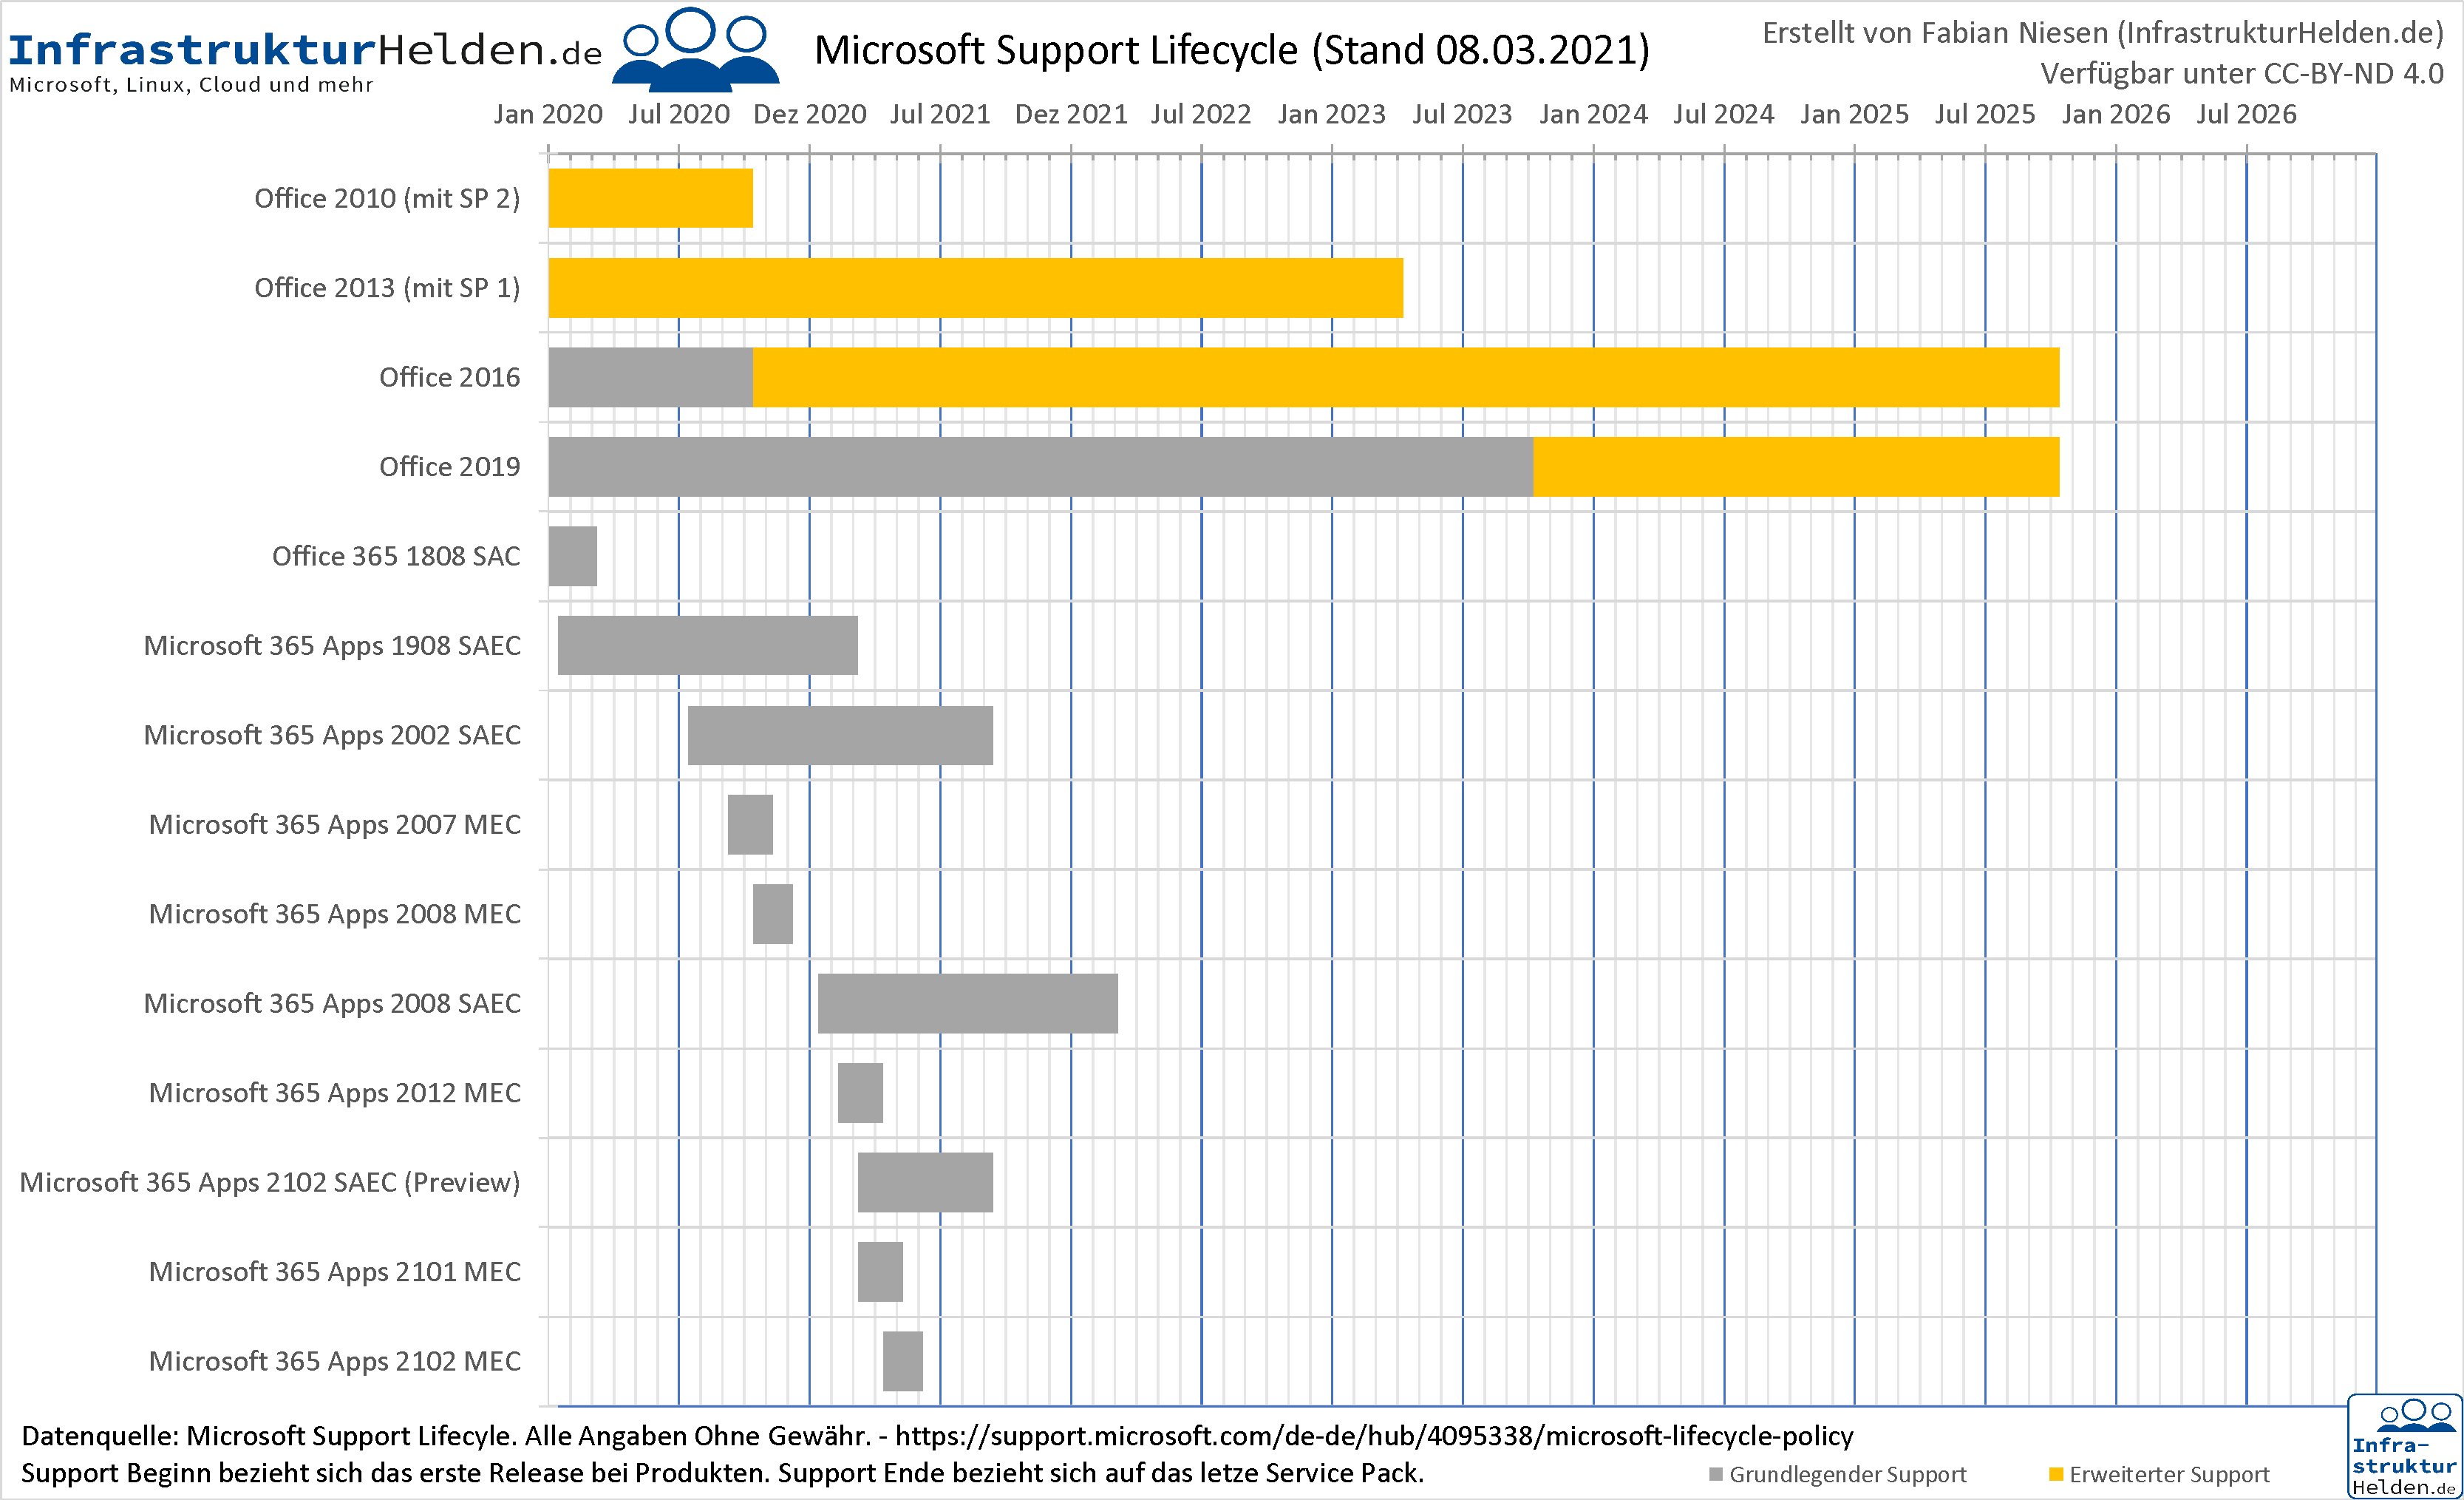 InfrastrukturHelden.de
Microsoft, Linux, Cloud und mehr
Microsoft Support Lifecycle (Stand 08.03.2021)
Erstellt von Fabian Niesen (InfrastrukturHelden.de)
Verfügbar unter CC-BY-ND 4.0
Jan 2020 Jul 2020 Dez 2020 Jul 2021 Dez 2021 Jul 2022 Jan 2023 Jul 2023 Jan 2024 Jul 2024 Jan 2025 Jul 2025 Jan 2026 Jul 2026
Office 2010 (mit SP 2)
Office 2013 (mit SP 1)
Office 2016
Office 2019
Office 365 1808 SAC
Microsoft 365 Apps 1908 SAEC
Microsoft 365 Apps 2002 SAEC
Microsoft 365 Apps 2007 MEC
Microsoft 365 Apps 2008 MEC
Microsoft 365 Apps 2008 SAEC
Microsoft 365 Apps 2012 MEC
Microsoft 365 Apps 2102 SAEC (Preview)
Microsoft 365 Apps 2101 MEC
Microsoft 365 Apps 2102 MEC
Datenquelle: Microsoft Support Lifecyle. Alle Angaben Ohne Gewähr. - https://support.microsoft.com/de-de/hub/4095338/microsoft-lifecycle-policy
Support Beginn bezieht sich das erste Release bei Produkten. Support Ende bezieht sich auf das letze Service Pack.
Grundlegender Support Erweiterter Support
Infra-
struktur
Helden.de